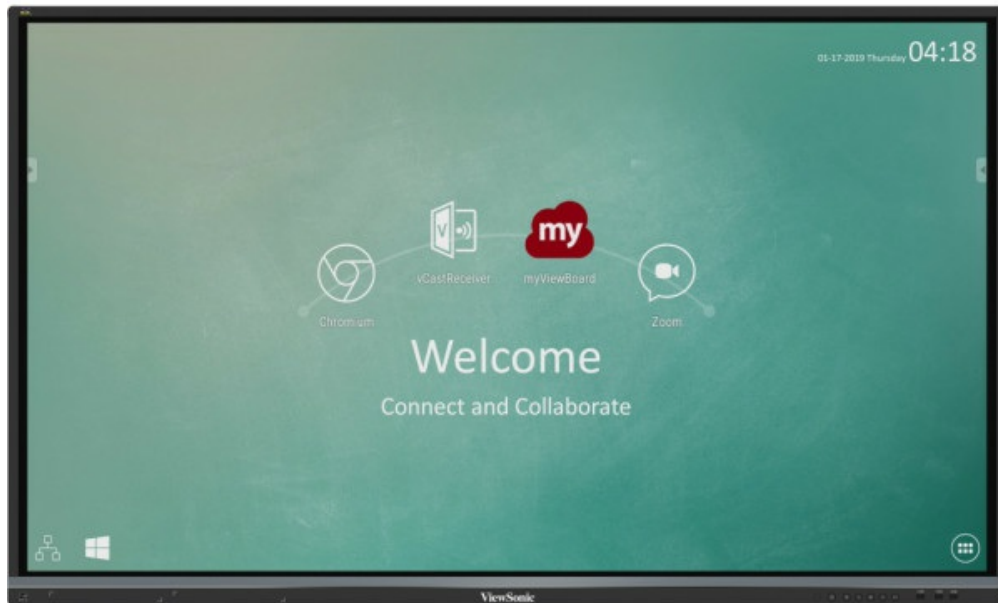 01-17-2019 Thursday 04:18
my
vCastReceiver myViewBoard
Chromium Zoom
Welcome
Connect and Collaborate
ViewSonic